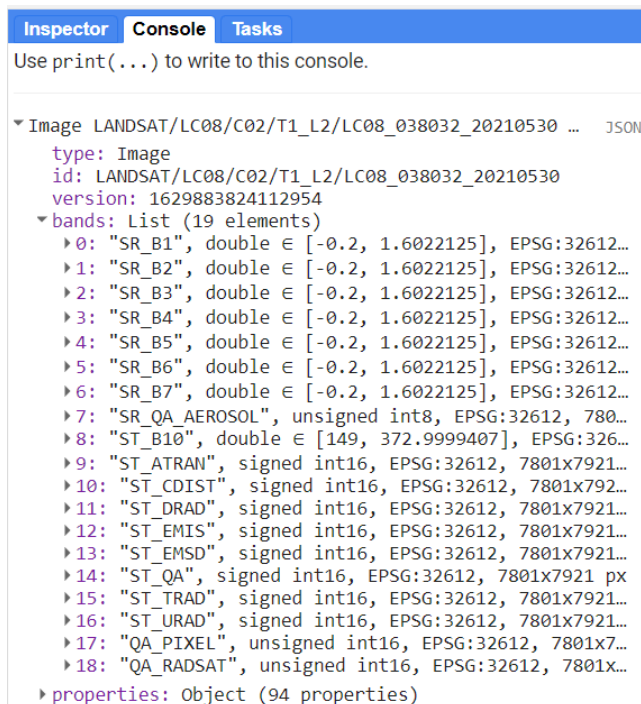 Inspector Console Tasks
Use print(...) to write to this console.
Image LANDSAT/LC08/C02/T1_L2/LC08_038032_20210530 … JSON
type: Image
id: LANDSAT/LC08/C02/T1_L2/LC08_038032_20210530
version: 1629883824112954
bands: List (19 elements)
0: "SR_B1", double ∈ [-0.2, 1.6022125], EPSG:32612…
1: "SR_B2", double ∈ [-0.2, 1.6022125], EPSG:32612…
2: "SR_B3", double ∈ [-0.2, 1.6022125], EPSG:32612…
3: "SR_B4", double ∈ [-0.2, 1.6022125], EPSG:32612…
4: "SR_B5", double ∈ [-0.2, 1.6022125], EPSG:32612…
5: "SR_B6", double ∈ [-0.2, 1.6022125], EPSG:32612…
6: "SR_B7", double ∈ [-0.2, 1.6022125], EPSG:32612…
7: "SR_QA_AEROSOL", unsigned int8, EPSG:32612, 780…
8: "ST_B10", double ∈ [149, 372.9999407], EPSG:326…
9: "ST_ATRAN", signed int16, EPSG:32612, 7801x7921…
10: "ST_CDIST", signed int16, EPSG:32612, 7801x792…
11: "ST_DRAD", signed int16, EPSG:32612, 7801x7921…
12: "ST_EMIS", signed int16, EPSG:32612, 7801x7921…
13: "ST_EMSD", signed int16, EPSG:32612, 7801x7921…
14: "ST_QA", signed int16, EPSG:32612, 7801x7921 px
15: "ST_TRAD", signed int16, EPSG:32612, 7801x7921…
16: "ST_URAD", signed int16, EPSG:32612, 7801x7921…
17: "QA_PIXEL", unsigned int16, EPSG:32612, 7801x7…
18: "QA_RADSAT", unsigned int16, EPSG:32612, 7801x…
properties: Object (94 properties)